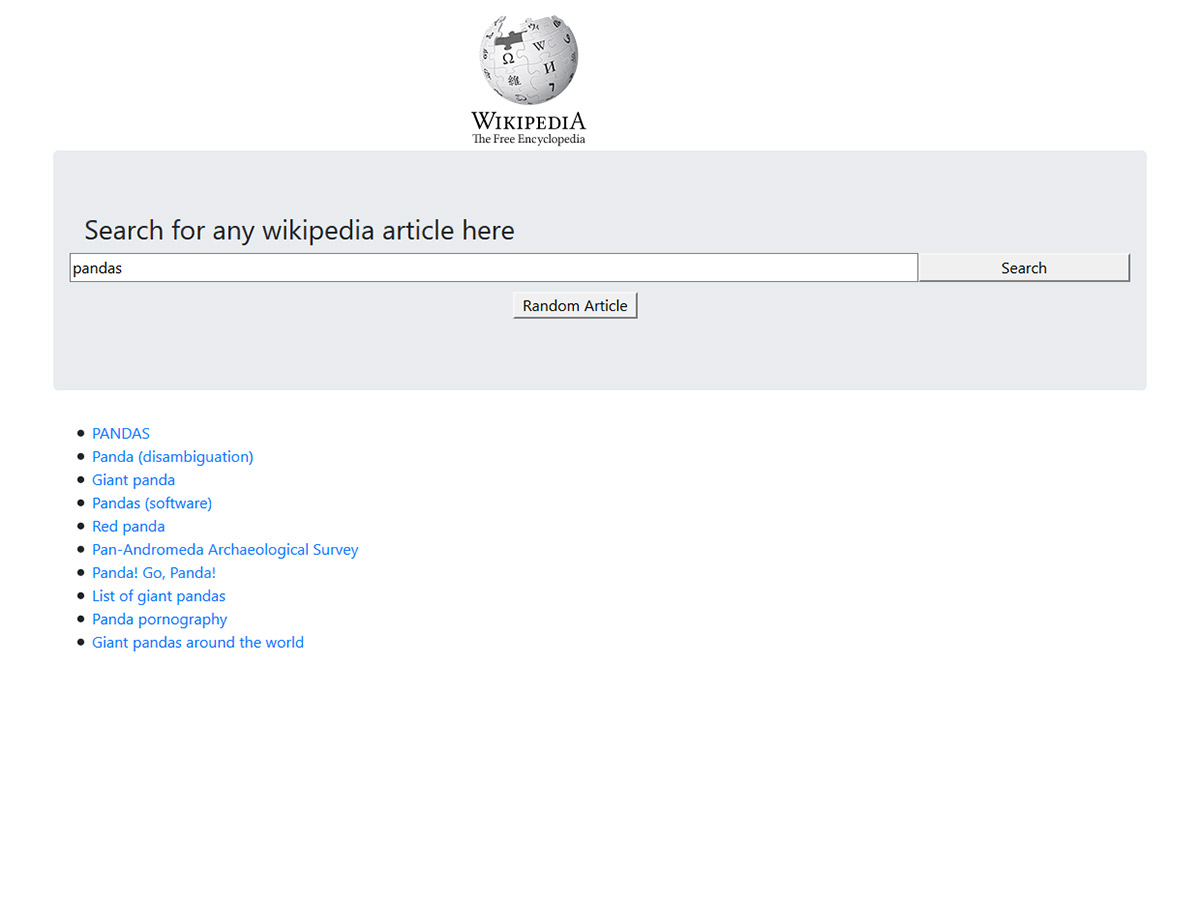 Ω
W
И
維
WIKIPEDIA
The Free Encyclopedia
Search for any wikipedia article here
pandas
Search
Random Article
PANDAS
Panda (disambiguation)
Giant panda
Pandas (software)
Red panda
Pan-Andromeda Archaeological Survey
Panda! Go, Panda!
List of giant pandas
Panda pornography
Giant pandas around the world